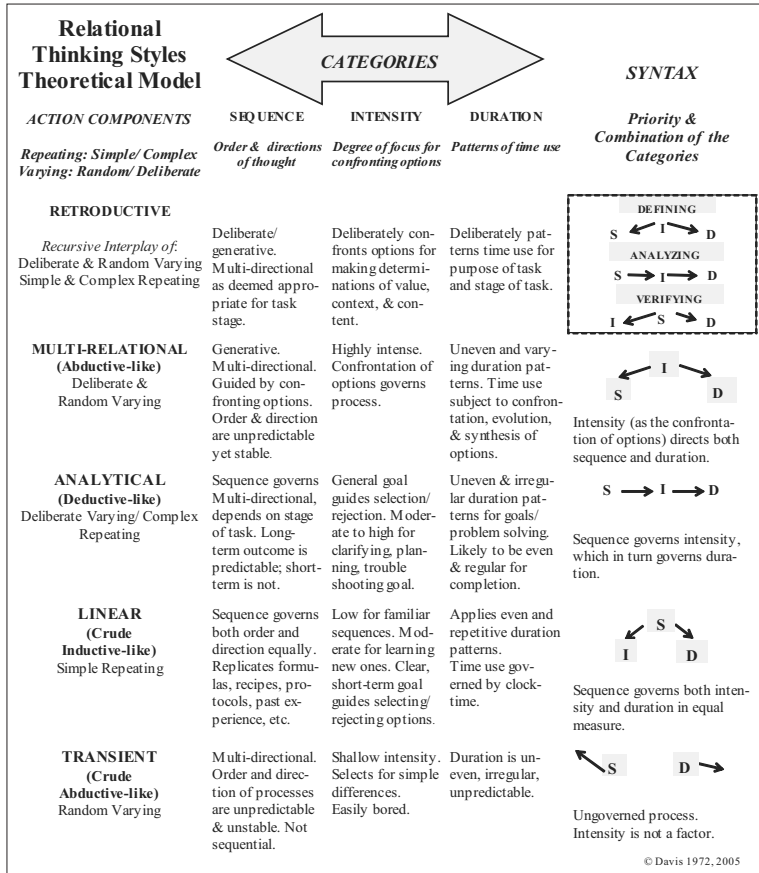 Relational
Thinking Styles
Theoretical Model
CATEGORIES
SYNTAX
ACTION COMPONENTS
Repeating: Simple/ Complex
Varying: Random/ Deliberate
SEQUENCE
Order & directions
of thought
INTENSITY
Degree of focus for
confronting options
DURATION
Patterns of time use
Priority &
Combination of the
Categories
RETRODUCTIVE
Recursive Interplay of:
Deliberate & Random Varying
Simple & Complex Repeating
Deliberate/
generative.
Multi-directional
as deemed appro-
priate for task
stage.
Deliberately con-
fronts options for
making determi-
nations of value,
context, & con-
tent.
Deliberately pat-
terns time use for
purpose of task
and stage of task.
DEFINING
S I D
ANALYZING
S I D
VERIFYING
I S D
MULTI-RELATIONAL
(Abductive-like)
Deliberate &
Random Varying
Generative.
Multi-directional.
Guided by con-
fronting options.
Order & direction
are unpredictable
yet stable.
Highly intense.
Confrontation of
options governs
process.
Uneven and vary-
ing duration pat-
terns. Time use
subject to confron-
tation, evolution,
& synthesis of
options.
I
S D
Intensity (as the confronta-
tion of options) directs both
sequence and duration.
ANALYTICAL
(Deductive-like)
Deliberate Varying/ Complex
Repeating
Sequence governs
Multi-directional,
depends on stage
of task. Long-
term outcome is
predictable; short-
term is not.
General goal
guides selection/
rejection. Moder-
ate to high for
clarifying, plan-
ning, trouble
shooting goal.
Uneven & irregu-
lar duration pat-
terns for goals/
problem solving.
Likely to be even
& regular for
completion.
S I D
Sequence governs intensity,
which in turn governs dura-
tion.
LINEAR
(Crude
Inductive-like)
Simple Repeating
Sequence governs
both order and
direction equally.
Replicates formu-
las, recipes, pro-
tocols, past ex-
perience, etc.
Low for familiar
sequences. Mod-
erate for learning
new ones. Clear,
short-term goal
guides selecting/
rejecting options.
Applies even and
repetitive duration
patterns.
Time use gov-
erned by clock-
time.
S
I D
Sequence governs both inten-
sity and duration in equal
measure.
TRANSIENT
(Crude
Abductive-like)
Random Varying
Multi-directional.
Order and direc-
tion of processes
are unpredictable
& unstable. Not
sequential.
Shallow intensity.
Selects for simple
differences.
Easily bored.
Duration is un-
even, irregular,
unpredictable.
S D
Ungoverned process.
Intensity is not a factor.
© Davis 1972, 2005